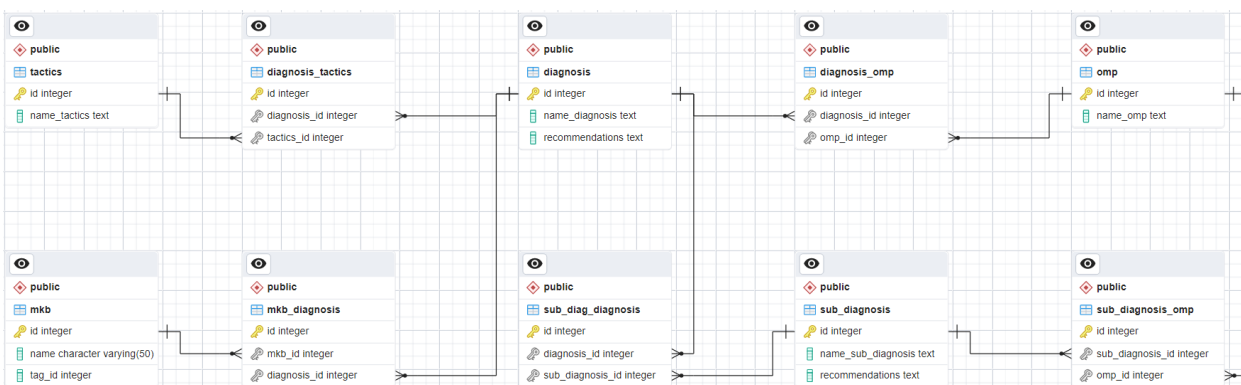 public
tactics
id integer
name_tactics text
public
diagnosis_tactics
id integer
diagnosis_id integer
tactics_id integer
public
diagnosis
id integer
name_diagnosis text
recommendations text
public
diagnosis_omp
id integer
diagnosis_id integer
omp_id integer
public
omp
id integer
name_omp text
public
mkb
id integer
name character varying(50)
tag_id integer
public
mkb_diagnosis
id integer
mkb_id integer
diagnosis_id integer
public
sub_diag_diagnosis
id integer
diagnosis_id integer
sub_diagnosis_id integer
public
sub_diagnosis
id integer
name_sub_diagnosis text
recommendations text
public
sub_diagnosis_omp
id integer
sub_diagnosis_id integer
omp_id integer